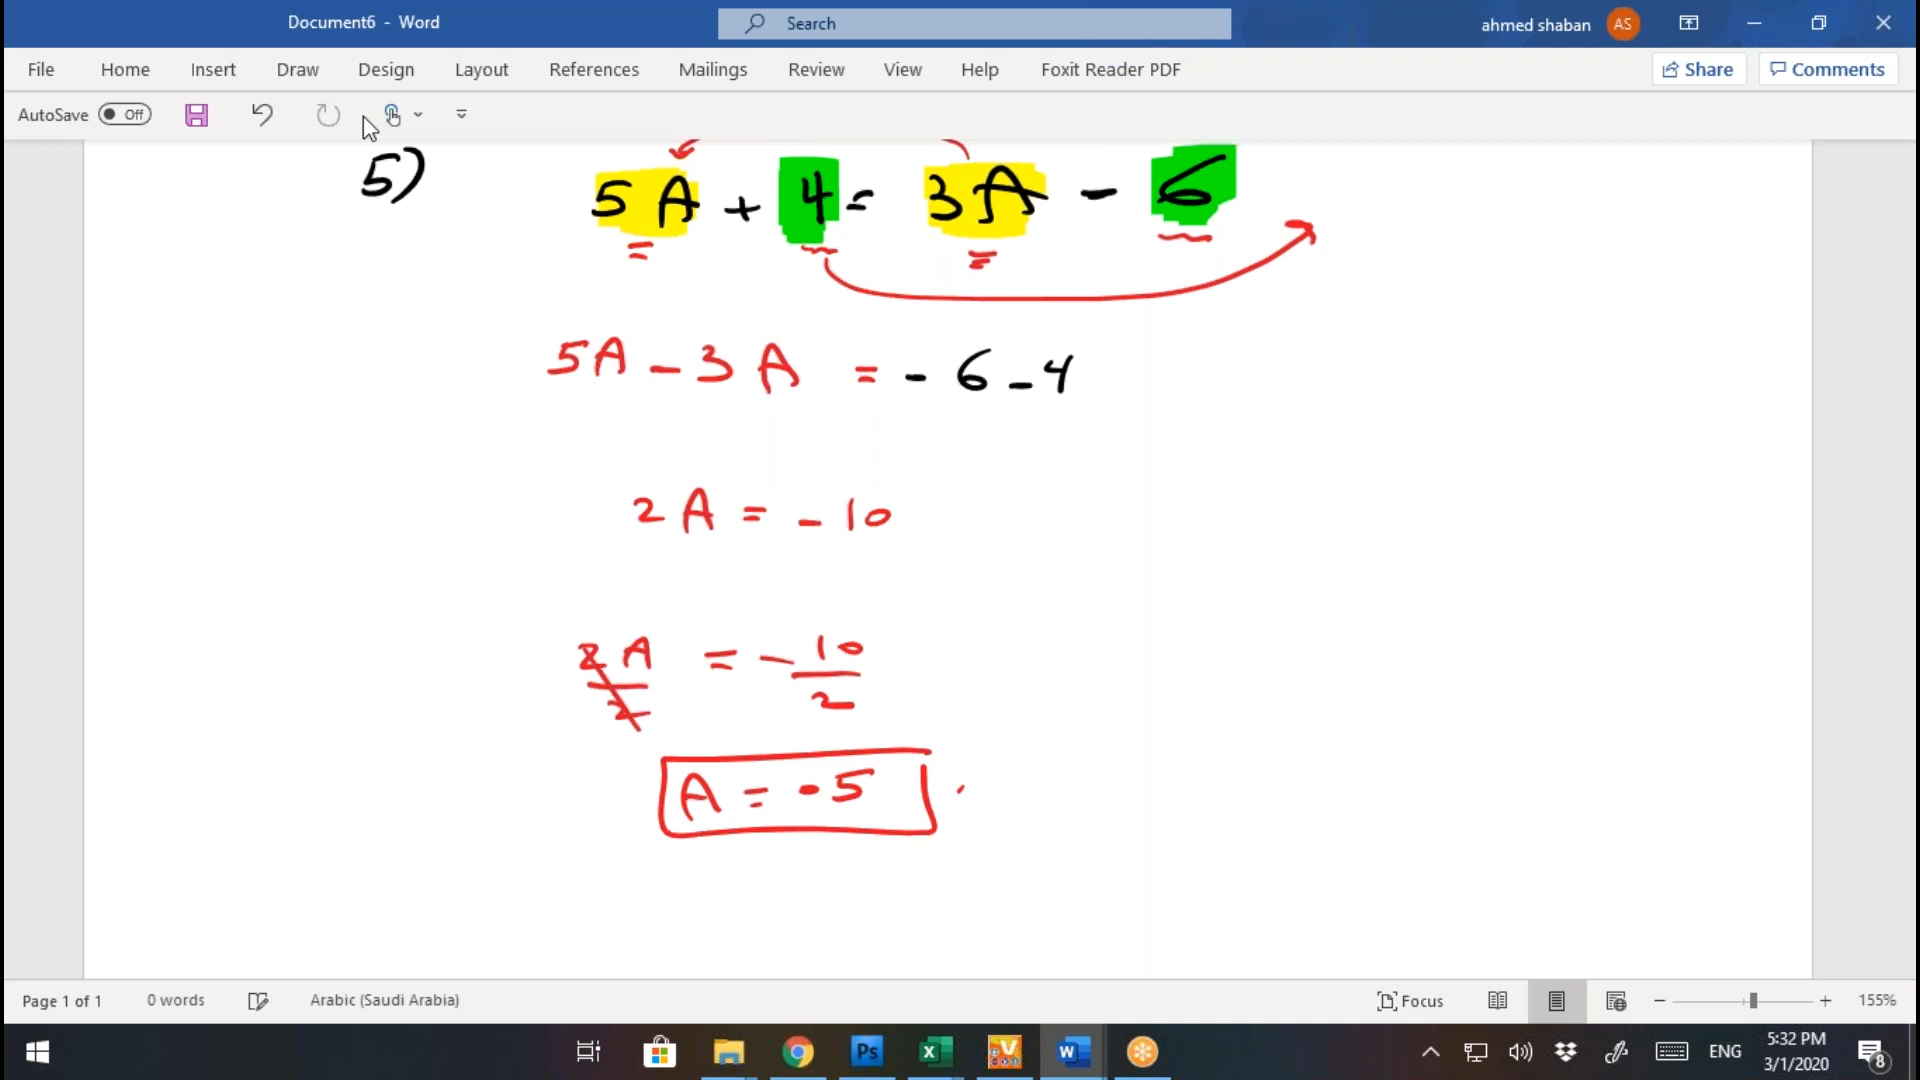 Document6 - Word
Search
ahmed shaban
AS
File Home Insert Draw Design Layout References Mailings Review View Help Foxit Reader PDF
Share
Comments
AutoSave Off
5)
5A + 4 = 3A - 6
5A - 3A = - 6 - 4
2A = - 10
2A/2 = - 10/2
A = - 5
Page 1 of 1
0 words
Arabic (Saudi Arabia)
Focus
155%
Ps
ENG
5:32 PM
3/1/2020
8